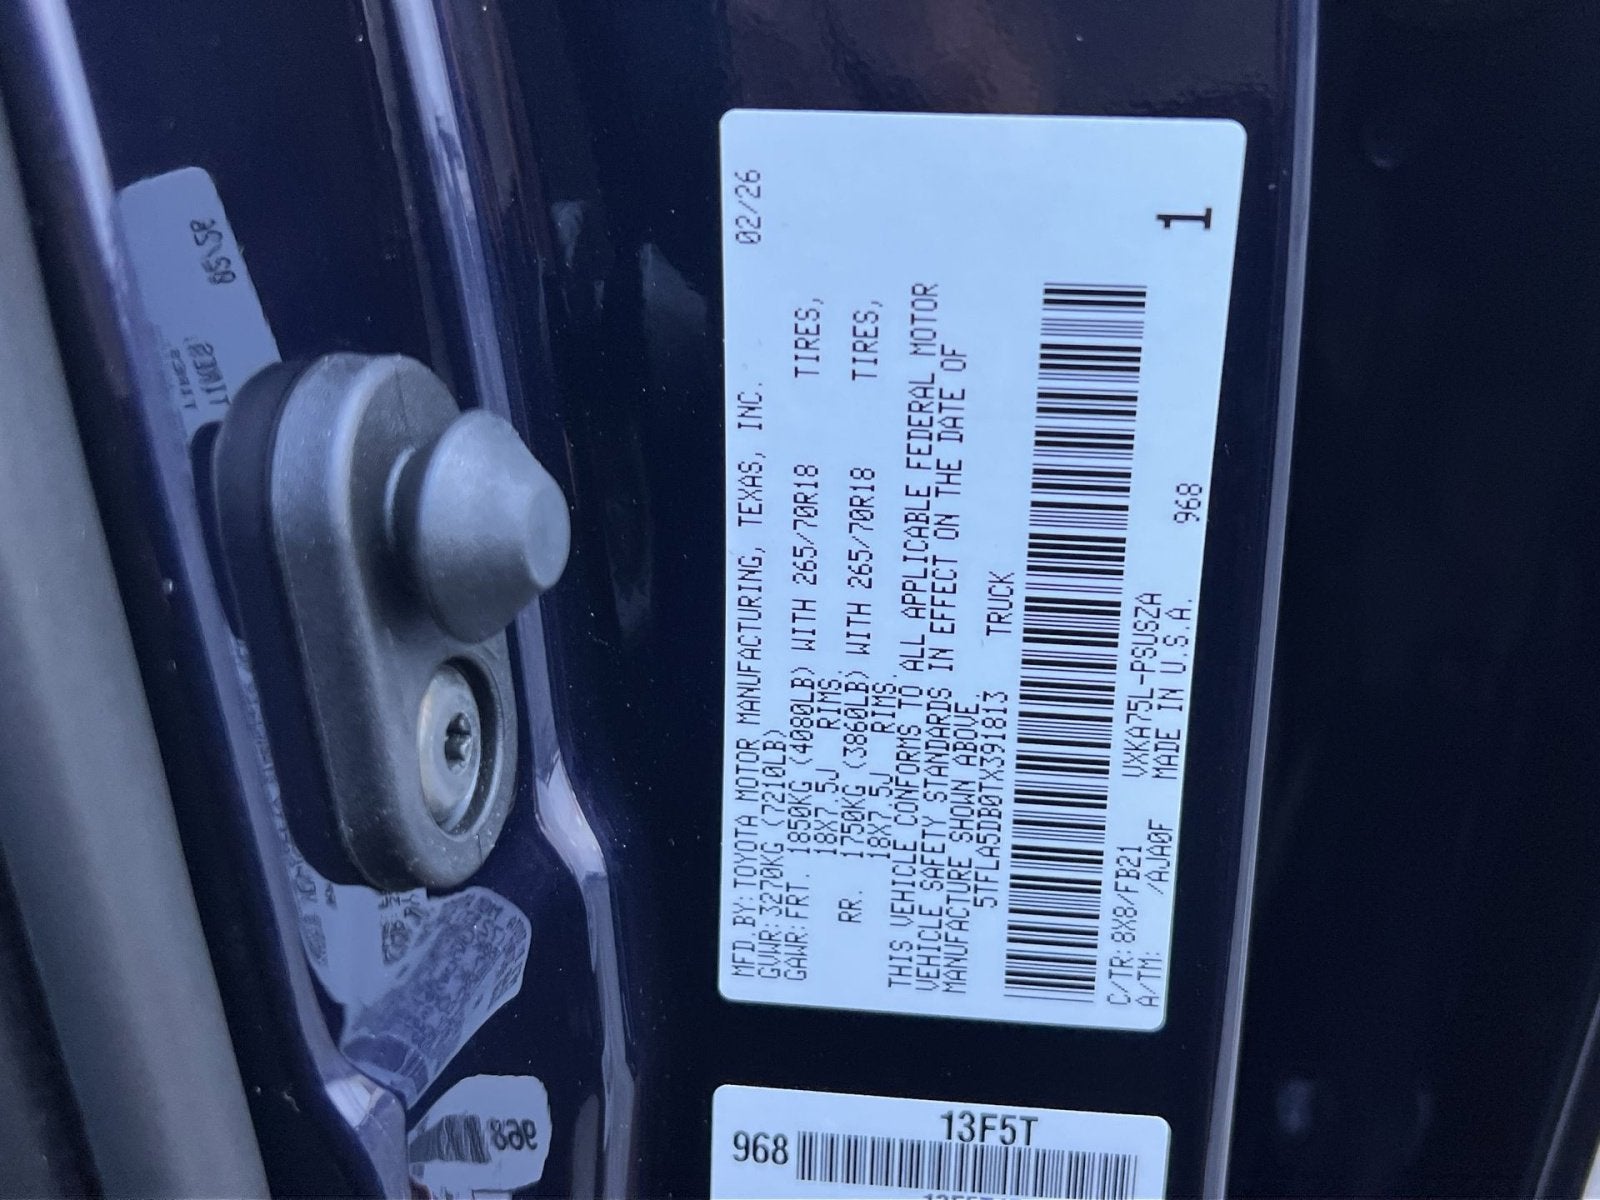 MFD.BY:TOYOTA MOTOR MANUFACTURING, TEXAS, INC. 02/26
GVWR:3270KG (7210LB)
GAWR:FRT. 1850KG (4080LB) WITH 265/70R18 TIRES,
18X7.5J RIMS,
RR. 1750KG (3860LB) WITH 265/70R18 TIRES,
18X7.5J RIMS.
THIS VEHICLE CONFORMS TO ALL APPLICABLE FEDERAL MOTOR
VEHICLE SAFETY STANDARDS IN EFFECT ON THE DATE OF
MANUFACTURE SHOWN ABOVE.
5TFLA5DB0TX391813 TRUCK
C/TR:8X8/FB21 VXKA75L-PSUSZA
A/TM: /AJA0F MADE IN U.S.A. 968
1
13F5T
968